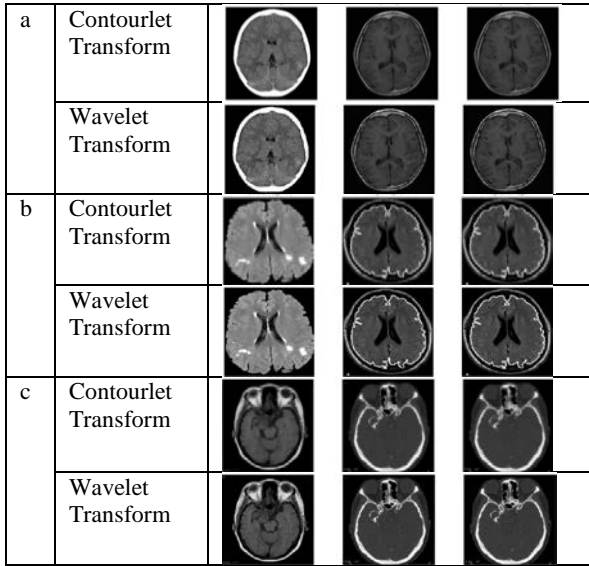 a
Contourlet
Transform
Wavelet
Transform
b
Contourlet
Transform
Wavelet
Transform
c
Contourlet
Transform
Wavelet
Transform